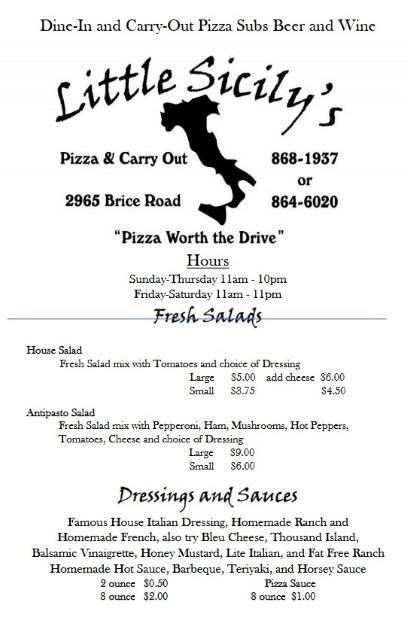 Dine-In and Carry-Out Pizza Subs Beer and Wine
Little Sicily's
Pizza & Carry Out 868-1937
or
2965 Brice Road 864-6020
"Pizza Worth the Drive"
Hours
Sunday-Thursday 11am - 10pm
Friday-Saturday 11am - 11pm
Fresh Salads
House Salad
Fresh Salad mix with Tomatoes and choice of Dressing
Large $5.00 add cheese $6.00
Small $3.75 $4.50
Antipasto Salad
Fresh Salad mix with Pepperoni, Ham, Mushrooms, Hot Peppers,
Tomatoes, Cheese and choice of Dressing
Large $9.00
Small $6.00
Dressings and Sauces
Famous House Italian Dressing, Homemade Ranch and
Homemade French, also try Bleu Cheese, Thousand Island,
Balsamic Vinaigrette, Honey Mustard, Lite Italian, and Fat Free Ranch
Homemade Hot Sauce, Barbeque, Teriyaki, and Horsey Sauce
2 ounce $0.50 Pizza Sauce
8 ounce $2.00 8 ounce $1.00